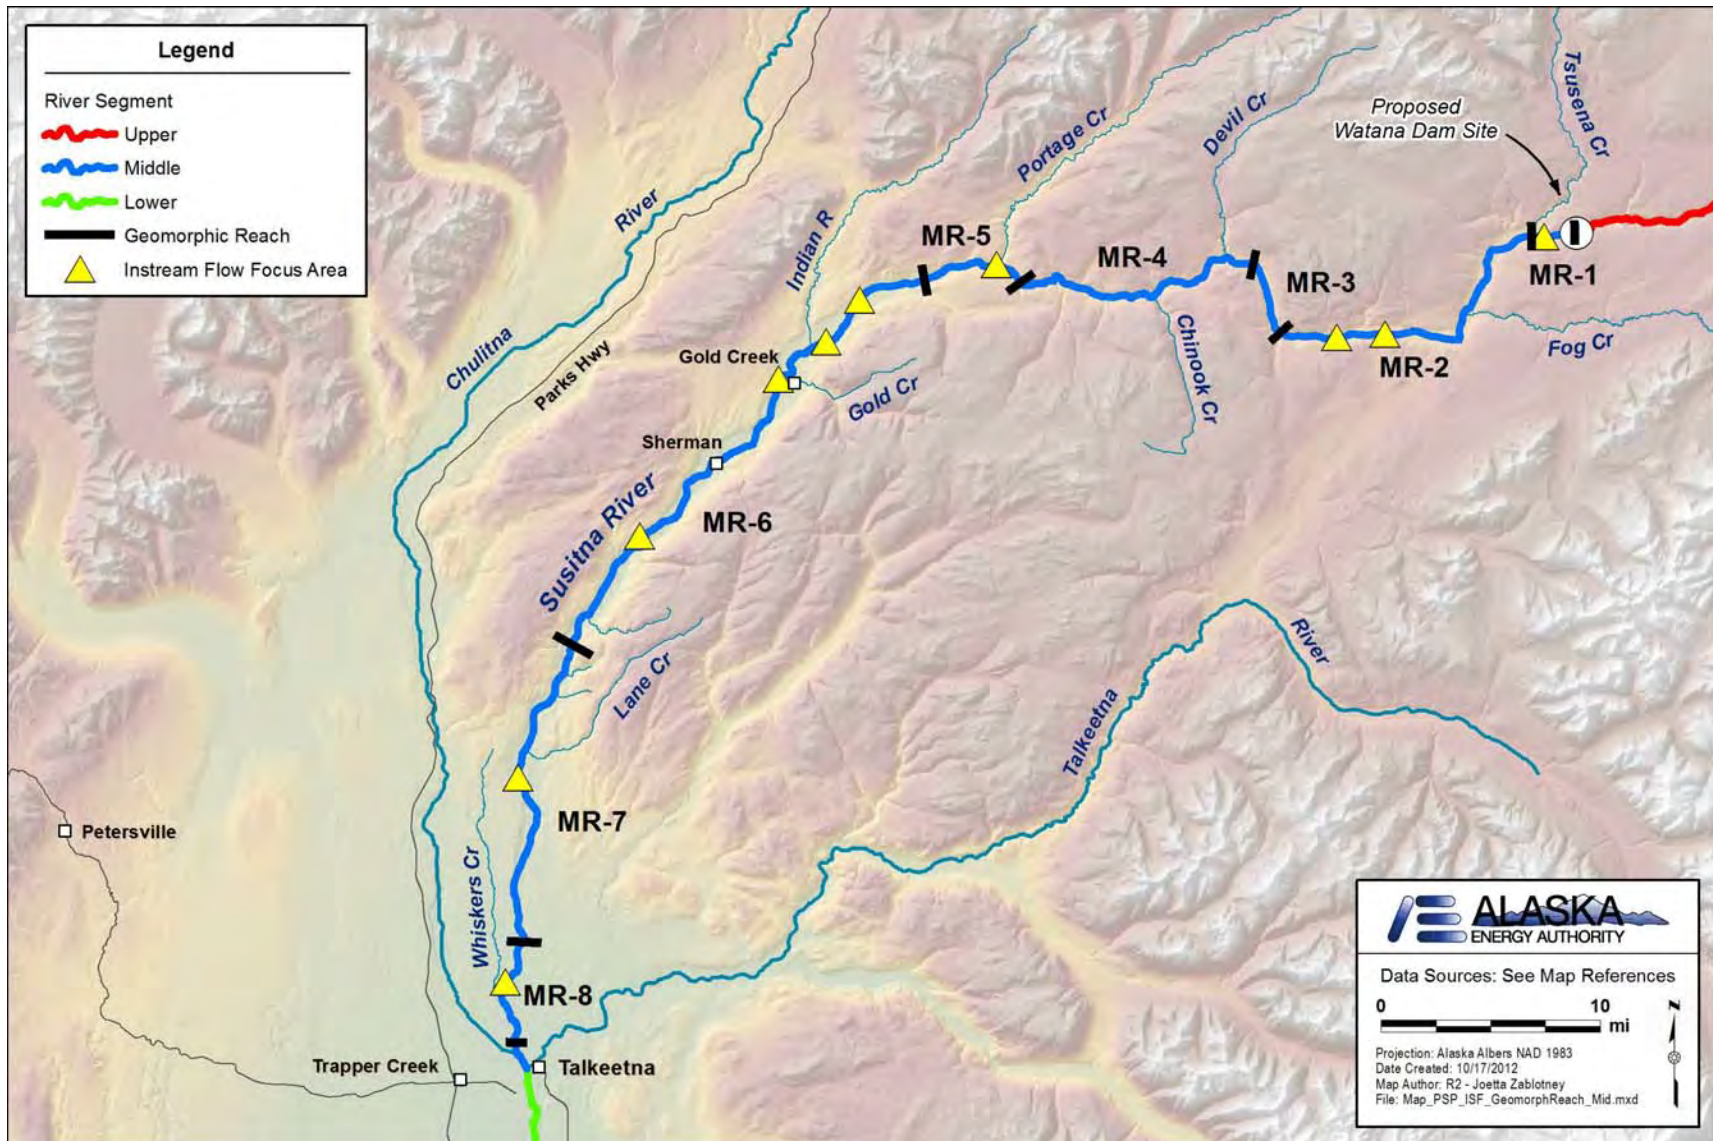 Legend
River Segment
Upper
Middle
Lower
Geomorphic Reach
Instream Flow Focus Area
Chulitna
River
Parks Hwy
Indian R
Portage Cr
Devil Cr
Proposed
Watana Dam Site
Tsusena Cr
MR-5
MR-4
MR-3
MR-1
MR-2
Fog Cr
Chinook Cr
Gold Creek
Gold Cr
Sherman
Susitna River
MR-6
Lane Cr
Talkeetna
River
Petersville
MR-7
Whiskers Cr
MR-8
Trapper Creek
Talkeetna
ALASKA
ENERGY AUTHORITY
Data Sources: See Map References
0 10
mi
N
Projection: Alaska Albers NAD 1983
Date Created: 10/17/2012
Map Author: R2 - Joetta Zablotney
File: Map_PSP_ISF_GeomorphReach_Mid.mxd